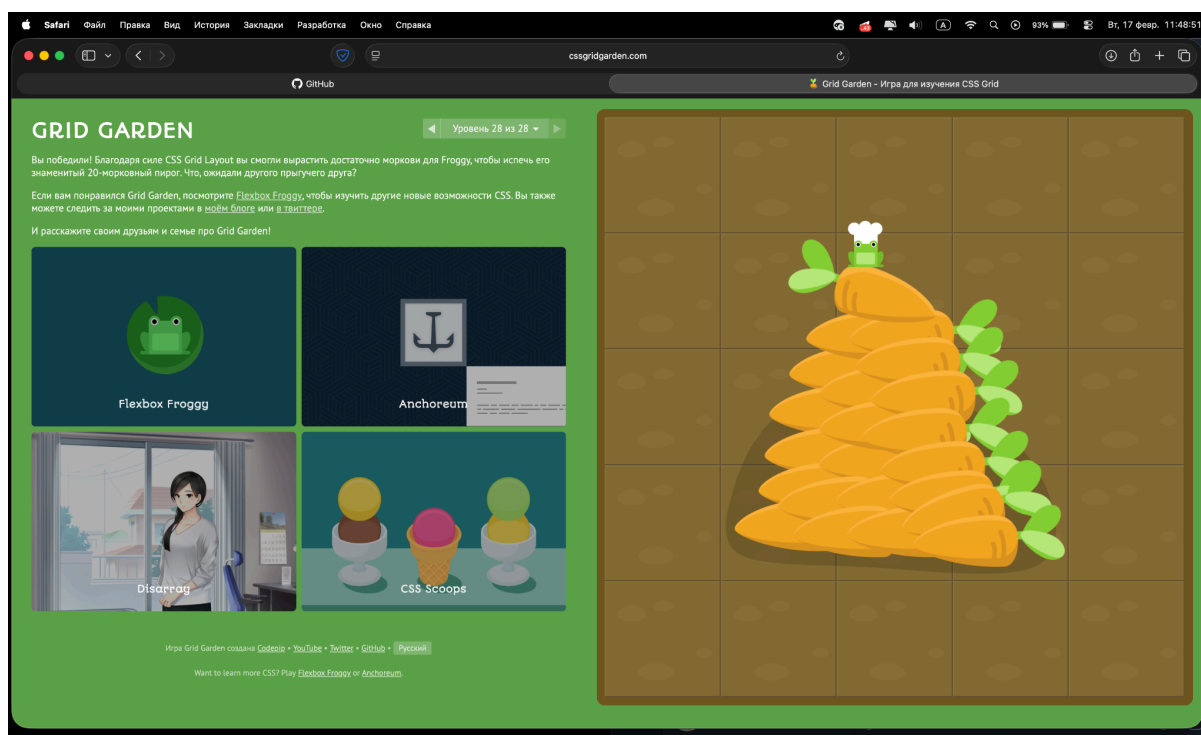 Safari Файл Правка Вид История Закладки Разработка Окно Справка
93% Вт, 17 февр. 11:48:51
cssgridgarden.com
GitHub
Grid Garden - Игра для изучения CSS Grid
GRID GARDEN
Уровень 28 из 28
Вы победили! Благодаря силе CSS Grid Layout вы смогли вырастить достаточно моркови для Froggy, чтобы испечь его
знаменитый 20-морковный пирог. Что, ожидали другого прыгучего друга?
Если вам понравился Grid Garden, посмотрите Flexbox Froggy, чтобы изучить другие новые возможности CSS. Вы также
можете следить за моими проектами в моём блоге или в твиттере.
И расскажите своим друзьям и семье про Grid Garden!
Flexbox Froggy
Anchoreum
Disarray
CSS Scoops
Игра Grid Garden создана Codepip • YouTube • Twitter • GitHub • Русский
Want to learn more CSS? Play Flexbox Froggy or Anchoreum.